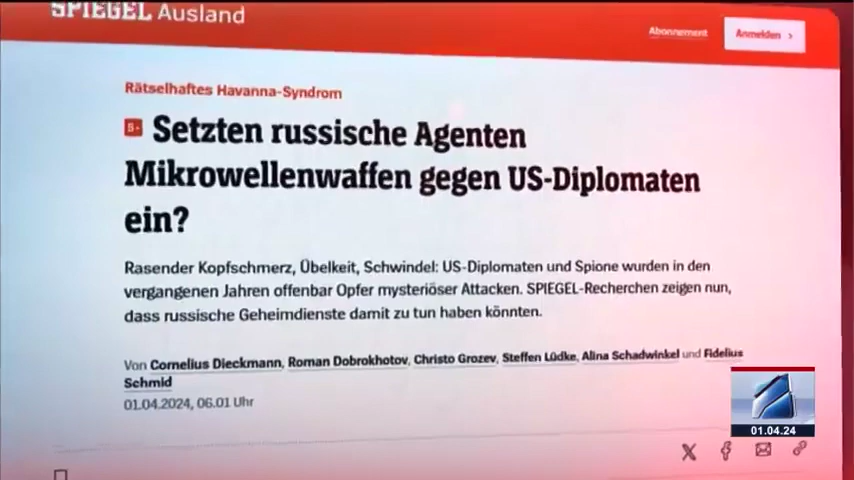 SPIEGEL Ausland
Abonnement
Anmelden >
Rätselhaftes Havanna-Syndrom
S+ Setzten russische Agenten
Mikrowellenwaffen gegen US-Diplomaten
ein?
Rasender Kopfschmerz, Übelkeit, Schwindel: US-Diplomaten und Spione wurden in den
vergangenen Jahren offenbar Opfer mysteriöser Attacken. SPIEGEL-Recherchen zeigen nun,
dass russische Geheimdienste damit zu tun haben könnten.
Von Cornelius Dieckmann, Roman Dobrokhotov, Christo Grozev, Steffen Lüdke, Alina Schadwinkel und Fidelius
Schmid
01.04.2024, 06.01 Uhr
01.04.24